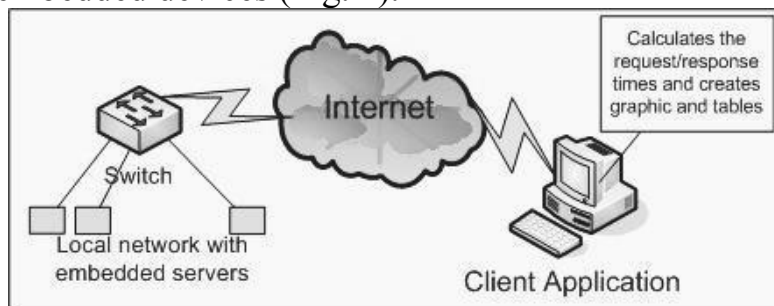 Calculates the
request/response
times and creates
graphic and tables
Internet
Switch
Local network with
embedded servers
Client Application